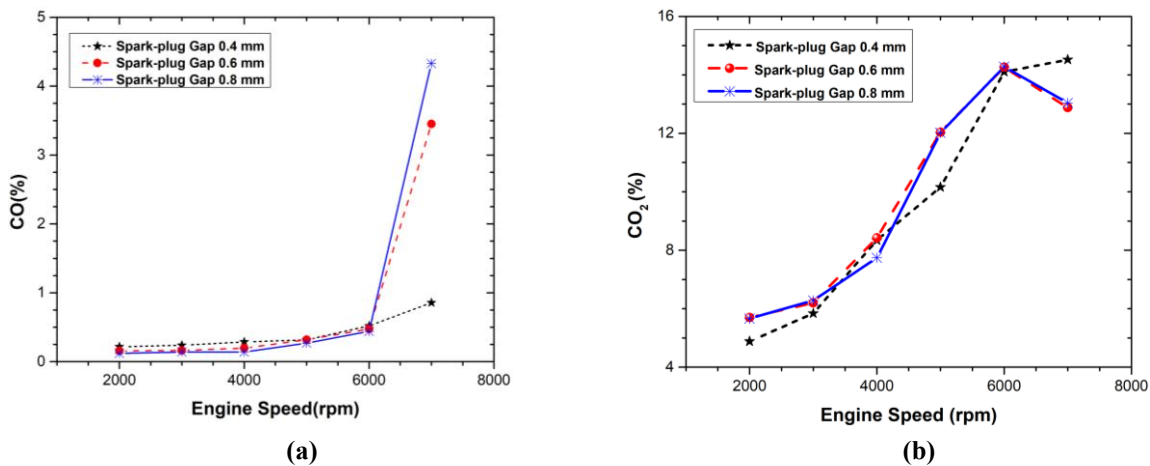 5
4
3
2
1
0
CO(%)
Spark-plug Gap 0.4 mm
Spark-plug Gap 0.6 mm
Spark-plug Gap 0.8 mm
2000 4000 6000 8000
Engine Speed(rpm)
(a)
16
12
8
4
CO₂ (%)
Spark-plug Gap 0.4 mm
Spark-plug Gap 0.6 mm
Spark-plug Gap 0.8 mm
2000 4000 6000 8000
Engine Speed (rpm)
(b)